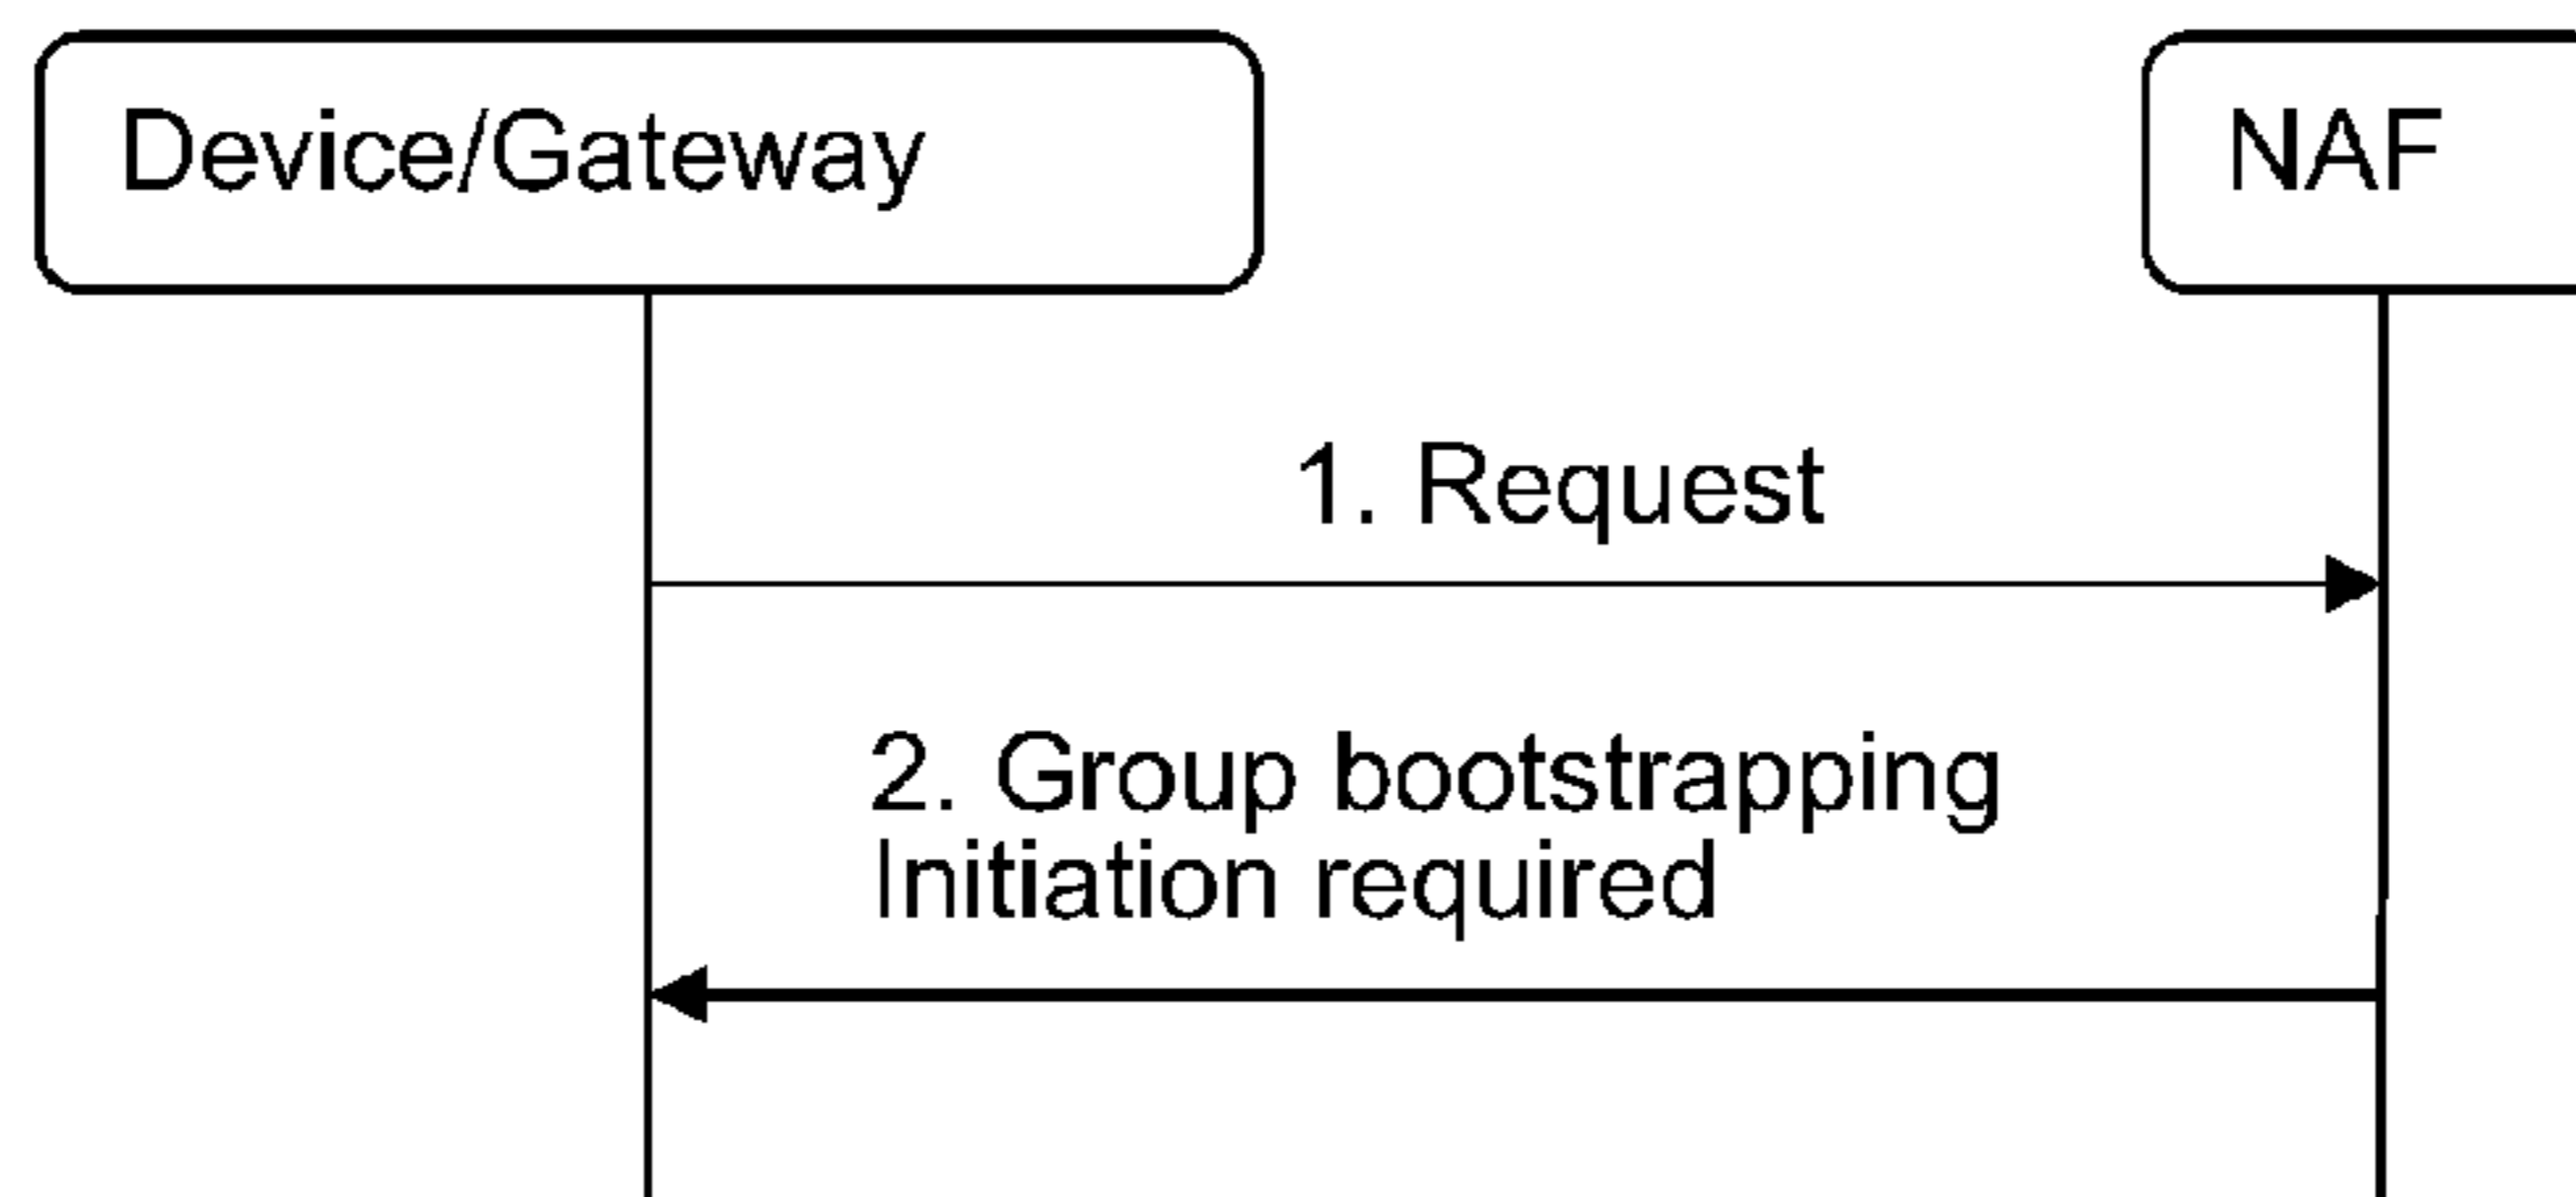 Device/Gateway
NAF
1. Request
2. Group bootstrapping
Initiation required